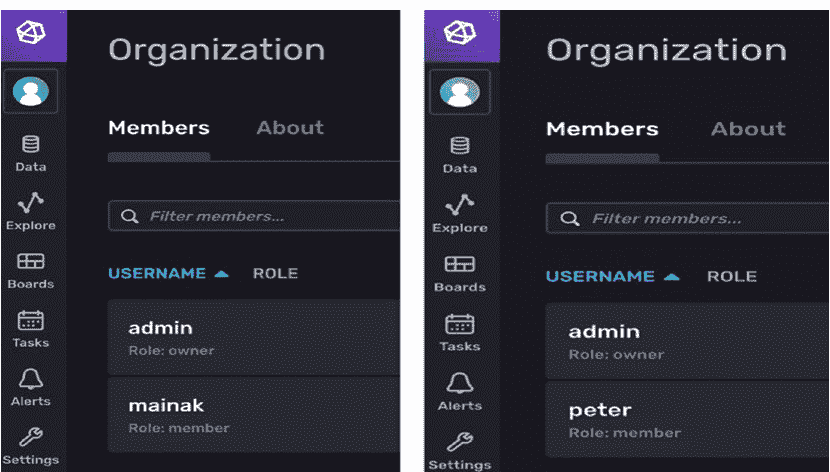 Organization
Members About
Data
Filter members...
Explore
USERNAME ROLE
Boards
admin
Role: owner
Tasks
mainak
Role: member
Alerts
Settings
Organization
Members About
Data
Filter members...
Explore
USERNAME ROLE
Boards
admin
Role: owner
Tasks
peter
Role: member
Alerts
Settings